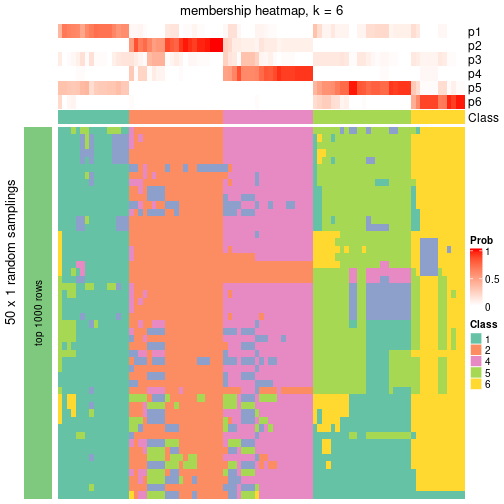 membership heatmap, k = 6
p1
p2
p3
p4
p5
p6
Class
50 x 1 random samplings
top 1000 rows
Prob
1
0.5
0
Class
1
2
4
5
6